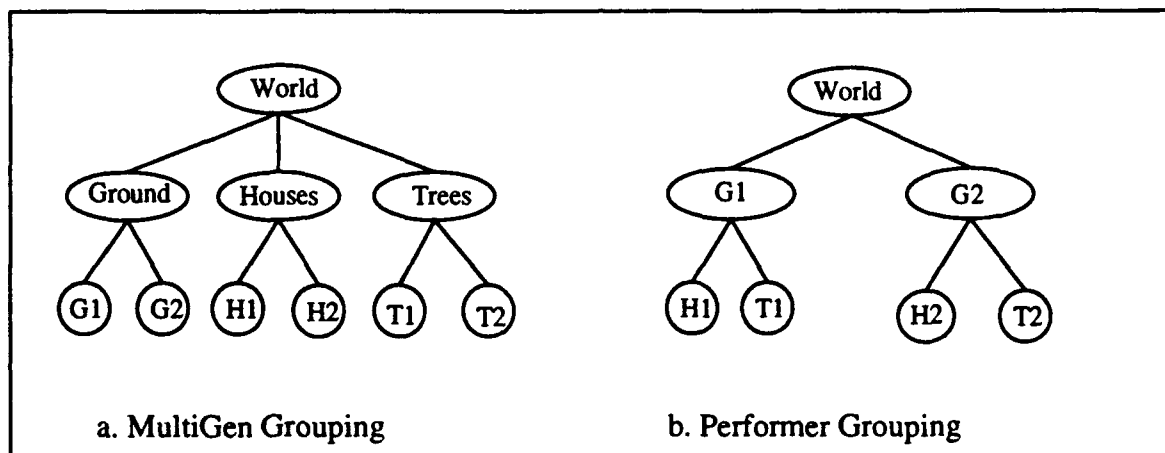 World World
Ground Houses Trees G1 G2
G1 G2 H1 H2 T1 T2 H1 T1 H2 T2
a. MultiGen Grouping b. Performer Grouping